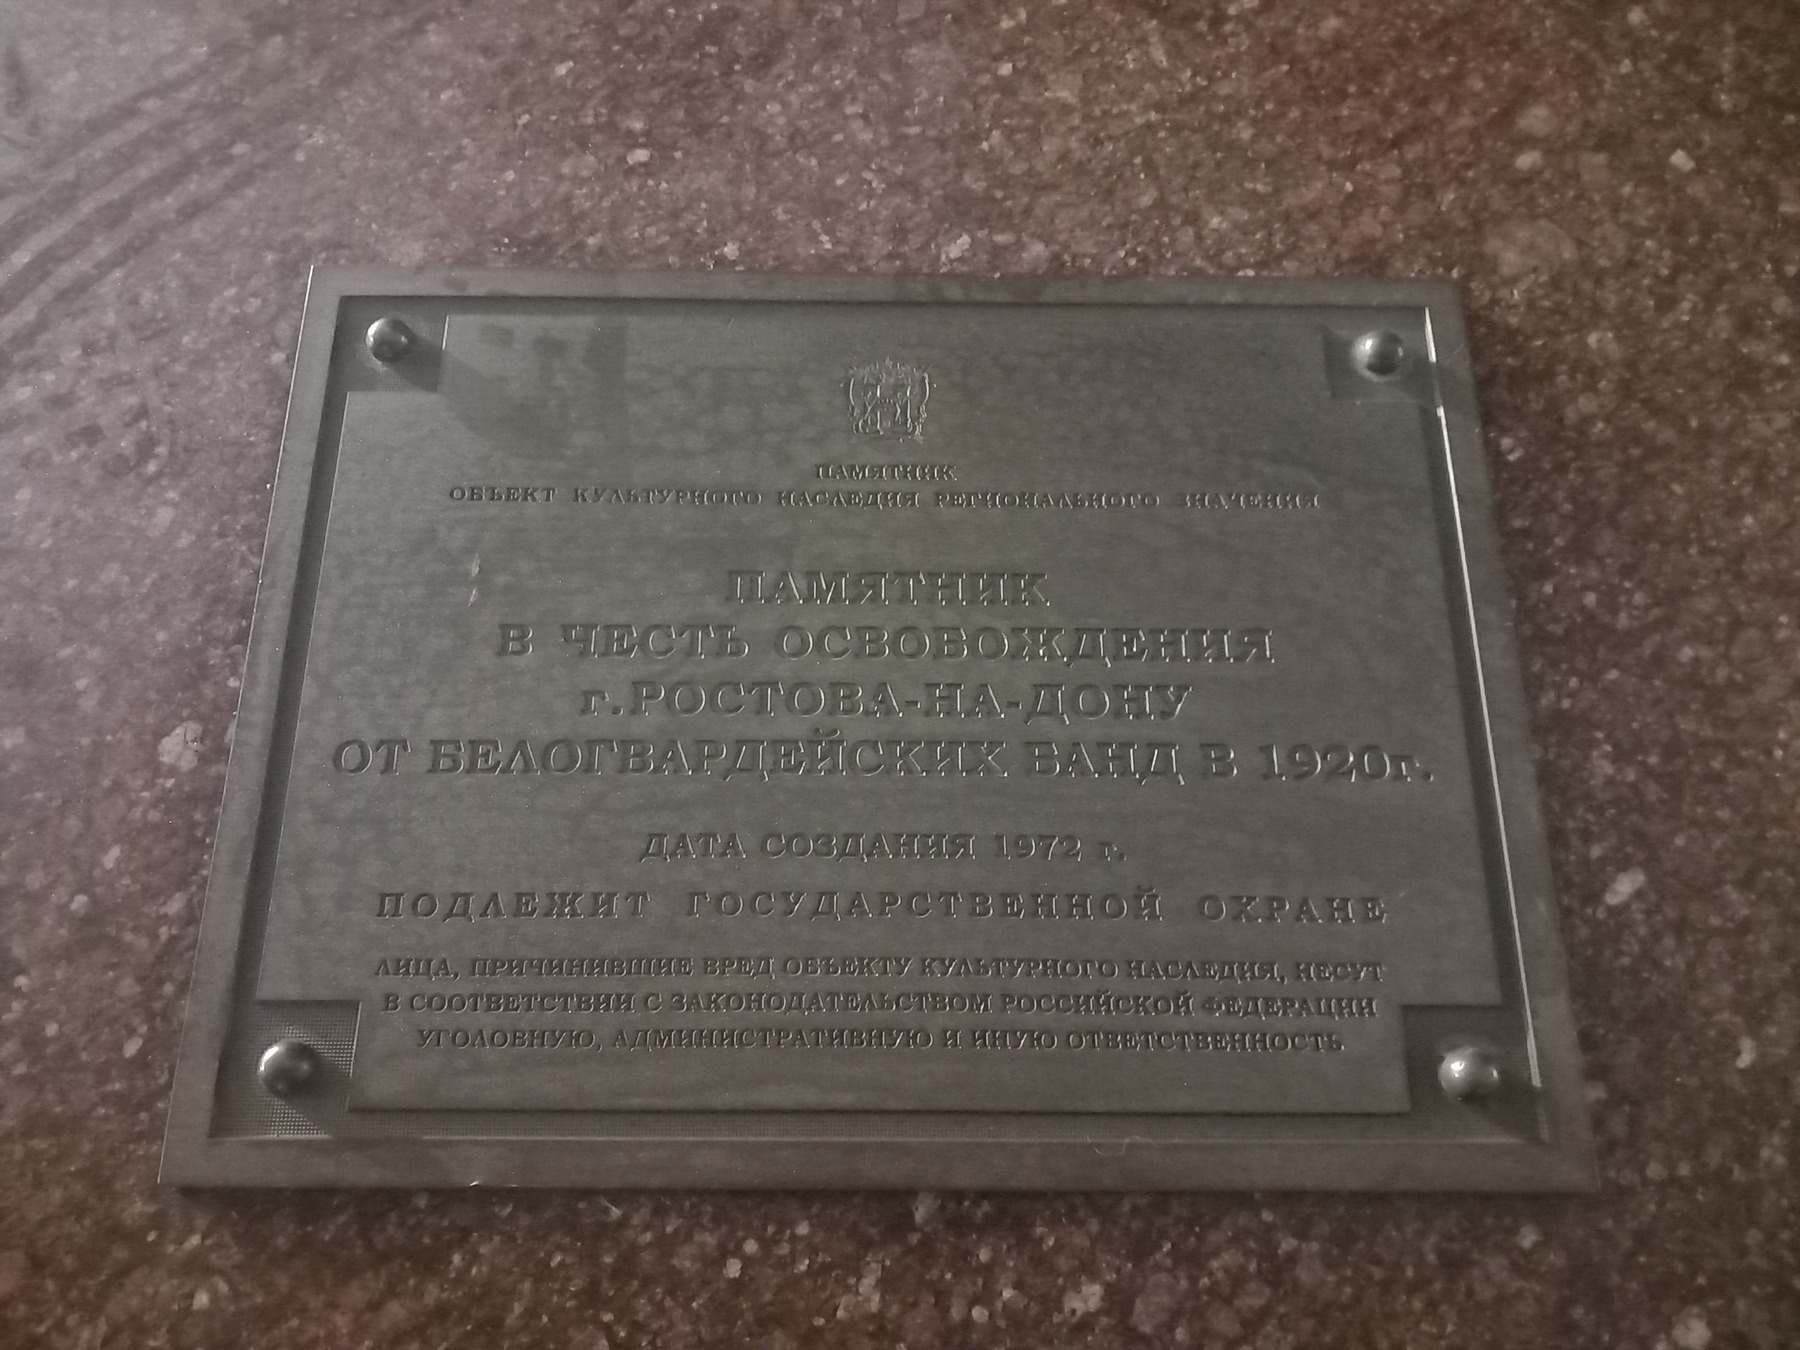 ПАМЯТНИК
ОБЪЕКТ КУЛЬТУРНОГО НАСЛЕДИЯ РЕГИОНАЛЬНОГО ЗНАЧЕНИЯ
ПАМЯТНИК
В ЧЕСТЬ ОСВОБОЖДЕНИЯ
г.РОСТОВА-НА-ДОНУ
ОТ БЕЛОГВАРДЕЙСКИХ БАНД В 1920г.
ДАТА СОЗДАНИЯ 1972 г.
ПОДЛЕЖИТ ГОСУДАРСТВЕННОЙ ОХРАНЕ
ЛИЦА, ПРИЧИНИВШИЕ ВРЕД ОБЪЕКТУ КУЛЬТУРНОГО НАСЛЕДИЯ, НЕСУТ
В СООТВЕТСТВИИ С ЗАКОНОДАТЕЛЬСТВОМ РОССИЙСКОЙ ФЕДЕРАЦИИ
УГОЛОВНУЮ, АДМИНИСТРАТИВНУЮ И ИНУЮ ОТВЕТСТВЕННОСТЬ.